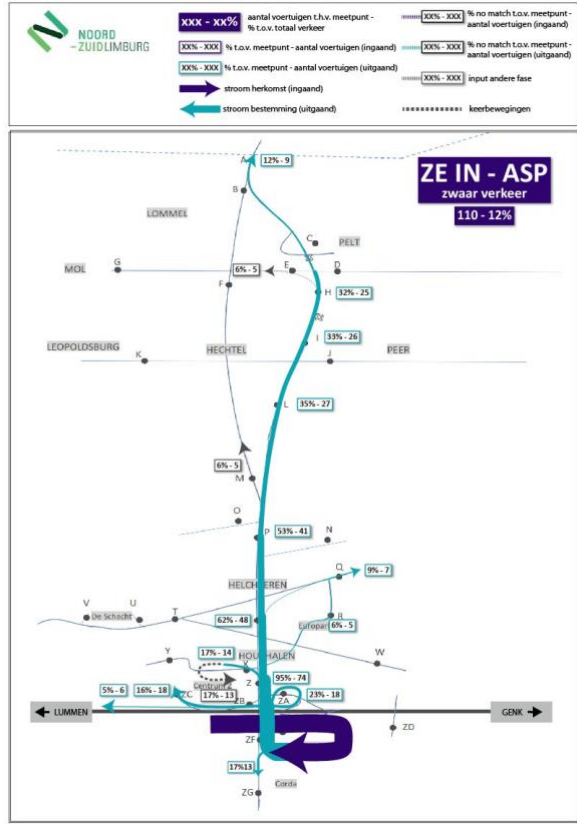 NOORD
-ZUIDLIMBURG
xxx - xx%
aantal voertuigen t.h.v. meetpunt -
% t.o.v. totaal verkeer
XX% - XXX
% t.o.v. meetpunt - aantal voertuigen (ingaand)
XX% - XXX
% t.o.v. meetpunt - aantal voertuigen (uitgaand)
stroom herkomst (ingaand)
stroom bestemming (uitgaand)
XX% - XXX
% no match t.o.v. meetpunt -
aantal voertuigen (ingaand)
XX% - XXX
% no match t.o.v. meetpunt -
aantal voertuigen (uitgaand)
XX% - XXX
input andere fase
keerbewegingen
ZE IN - ASP
zwaar verkeer
110 - 12%
A
12% - 9
B
LOMMEL
C
PELT
MOL
G
6% - 5
E
D
F
H
32% - 25
I
33% - 26
LEOPOLDSBURG
HECHTEL
PEER
K
J
L
35% - 27
6% - 5
M
O
P
53% - 41
N
Q
9% - 7
HELCHTEREN
V
U
De Schacht
T
62% - 48
R
6% - 5
Y
17% - 14
W
X
Z
95% - 74
5% - 6
16% - 18
ZC
17% - 13
ZB
ZA
23% - 18
LUMMEN
GENK
ZD
ZF
17%13
ZG
Corda